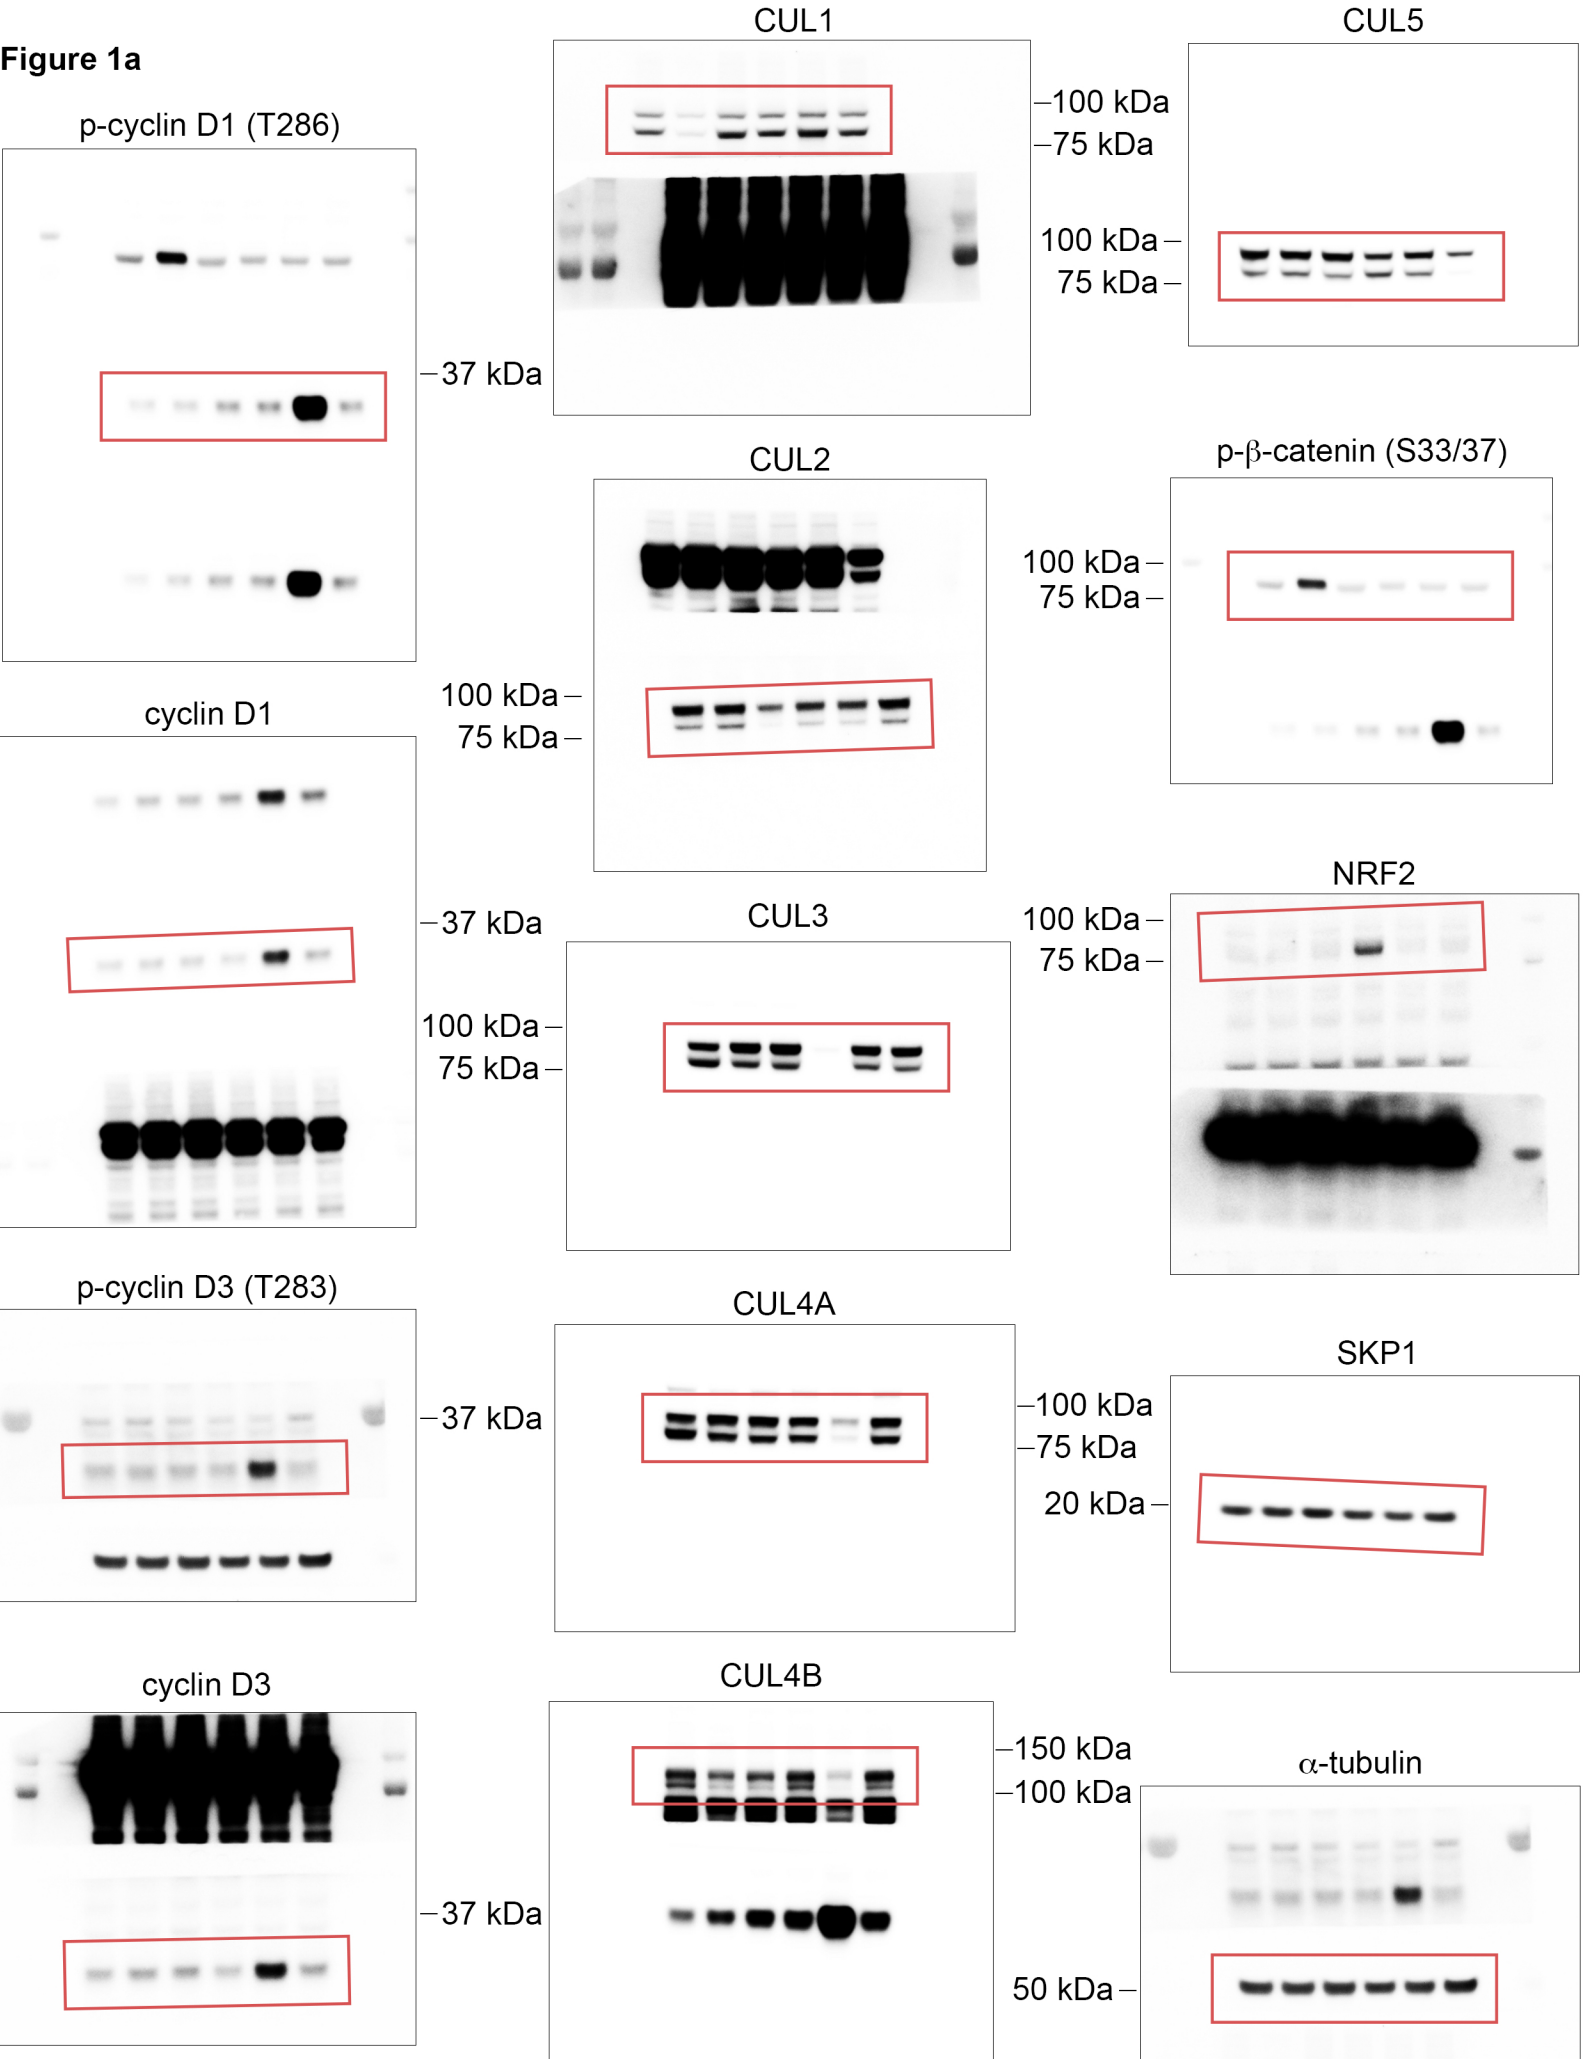 Figure 1a
p-cyclin D1 (T286)
37 kDa
cyclin D1
37 kDa
p-cyclin D3 (T283)
37 kDa
cyclin D3
37 kDa
CUL1
100 kDa
75 kDa
CUL2
100 kDa
75 kDa
CUL3
100 kDa
75 kDa
CUL4A
100 kDa
75 kDa
CUL4B
150 kDa
100 kDa
CUL5
100 kDa
75 kDa
p-β-catenin (S33/37)
100 kDa
75 kDa
NRF2
100 kDa
75 kDa
SKP1
20 kDa
α-tubulin
50 kDa